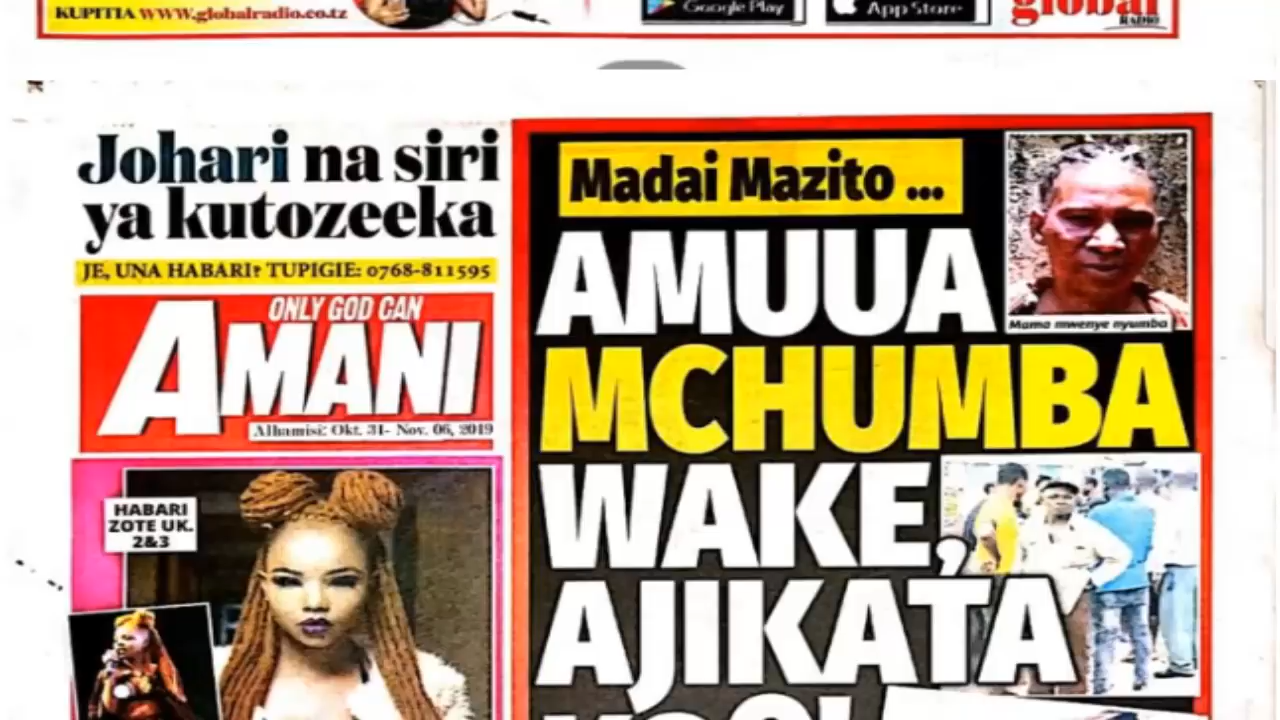 KUPITIA WWW.globalradio.co.tz
Google Play
App Store
global
RADIO
Johari na siri
ya kutozeeka
JE, UNA HABARI? TUPIGIE: 0768-811595
ONLY GOD CAN
AMANI
Alhamisi: Okt. 31- Nov. 06, 2019
HABARI
ZOTE UK.
2&3
Madai Mazito ...
AMUUA
MCHUMBA
WAKE,
AJIKATA
Mama mwenye nyumba